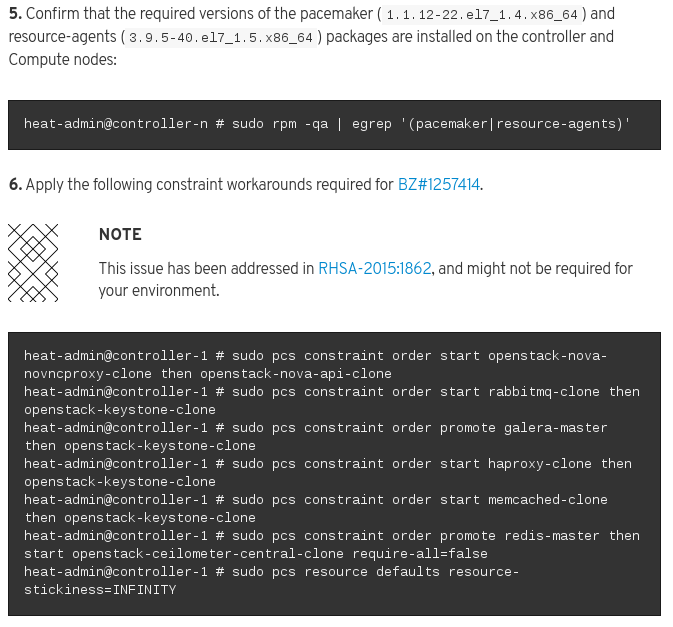 5. Confirm that the required versions of the pacemaker ( 1.1.12-22.el7_1.4.x86_64 ) and
resource-agents ( 3.9.5-40.el7_1.5.x86_64 ) packages are installed on the controller and
Compute nodes:
heat-admin@controller-n # sudo rpm -qa | egrep '(pacemaker|resource-agents)'
6. Apply the following constraint workarounds required for BZ#1257414.
NOTE
This issue has been addressed in RHSA-2015:1862, and might not be required for
your environment.
heat-admin@controller-1 # sudo pcs constraint order start openstack-nova-
novncproxy-clone then openstack-nova-api-clone
heat-admin@controller-1 # sudo pcs constraint order start rabbitmq-clone then
openstack-keystone-clone
heat-admin@controller-1 # sudo pcs constraint order promote galera-master
then openstack-keystone-clone
heat-admin@controller-1 # sudo pcs constraint order start haproxy-clone then
openstack-keystone-clone
heat-admin@controller-1 # sudo pcs constraint order start memcached-clone
then openstack-keystone-clone
heat-admin@controller-1 # sudo pcs constraint order promote redis-master then
start openstack-ceilometer-central-clone require-all=false
heat-admin@controller-1 # sudo pcs resource defaults resource-
stickiness=INFINITY